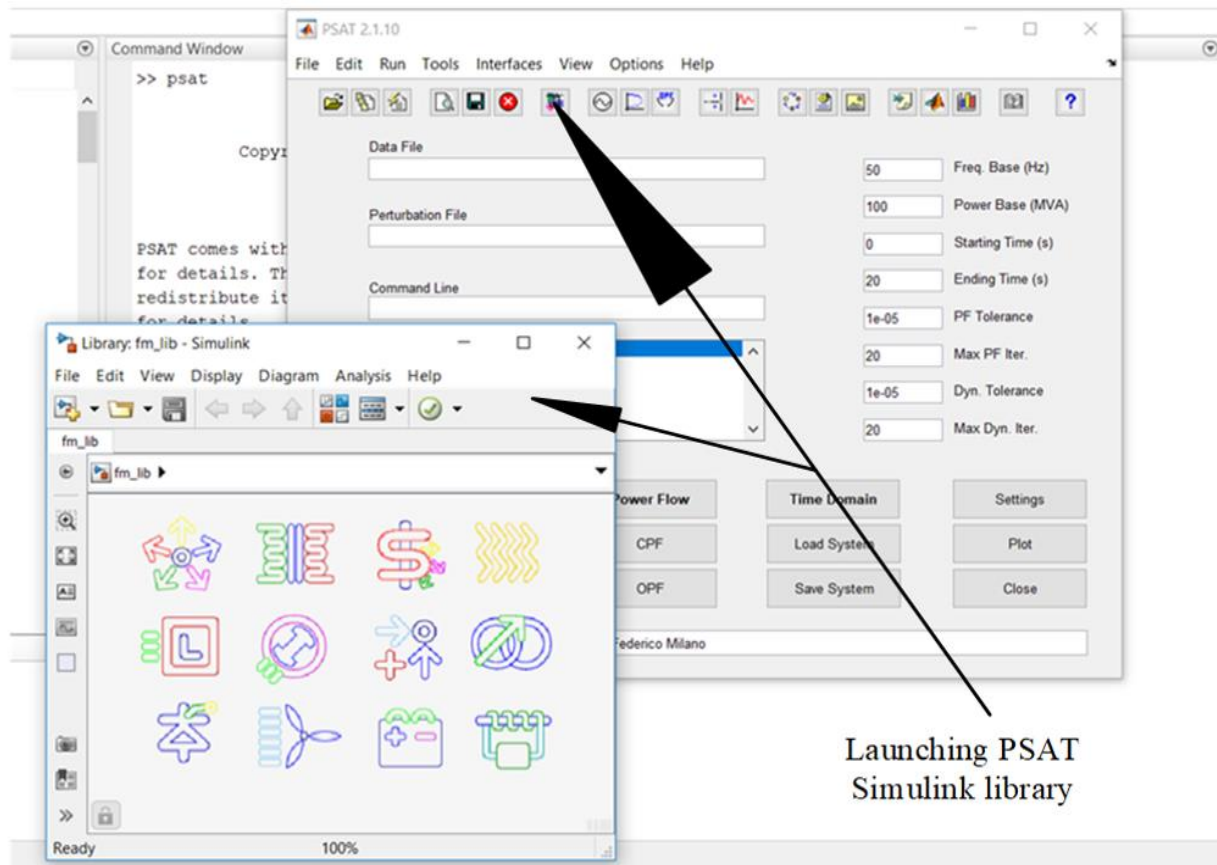 PSAT 2.1.10
File Edit Run Tools Interfaces View Options Help
?
Command Window
>> psat
Copyr
PSAT comes with
for details. Th
redistribute it
for details
Data File
Perturbation File
Command Line
50 Freq. Base (Hz)
100 Power Base (MVA)
0 Starting Time (s)
20 Ending Time (s)
1e-05 PF Tolerance
20 Max PF Iter.
1e-05 Dyn. Tolerance
20 Max Dyn. Iter.
Power Flow Time Domain Settings
CPF Load System Plot
OPF Save System Close
Federico Milano
Library: fm_lib - Simulink
File Edit View Display Diagram Analysis Help
fm_lib
fm_lib
Ready 100%
Launching PSAT
Simulink library